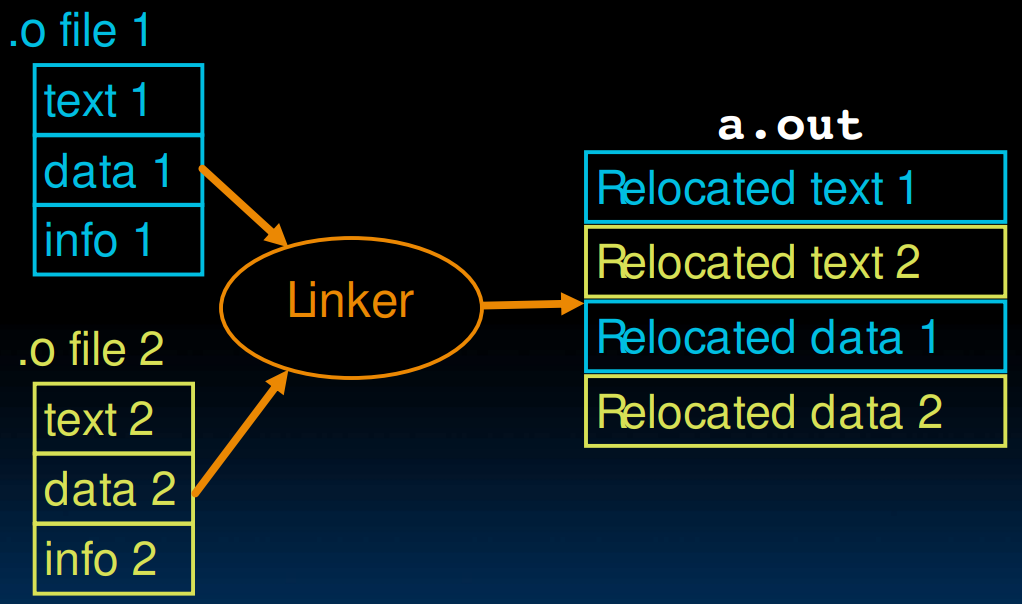 .o file 1
text 1
data 1
info 1
.o file 2
text 2
data 2
info 2
Linker
a.out
Relocated text 1
Relocated text 2
Relocated data 1
Relocated data 2